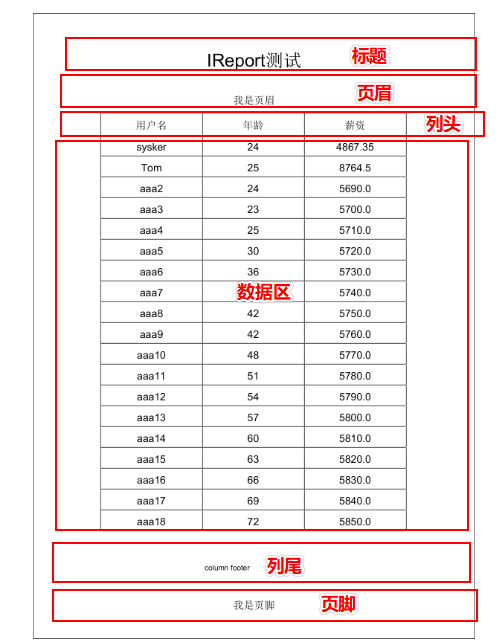 IReport测试 标题
我是页眉 页眉
用户名 年龄 薪资 列头
sysker 24 4867.35
Tom 25 8764.5
aaa2 24 5690.0
aaa3 23 5700.0
aaa4 25 5710.0
aaa5 30 5720.0
aaa6 36 5730.0
aaa7 数据区 5740.0
aaa8 42 5750.0
aaa9 42 5760.0
aaa10 48 5770.0
aaa11 51 5780.0
aaa12 54 5790.0
aaa13 57 5800.0
aaa14 60 5810.0
aaa15 63 5820.0
aaa16 66 5830.0
aaa17 69 5840.0
aaa18 72 5850.0
column footer 列尾
我是页脚 页脚